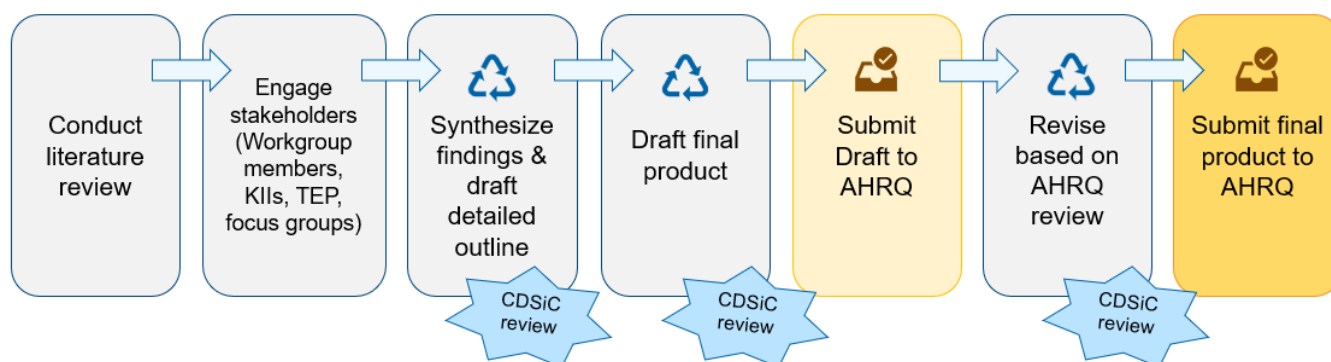 Conduct
literature
review
Engage
stakeholders
(Workgroup
members,
KIIs, TEP,
focus groups)
Synthesize
findings &
draft
detailed
outline
CDSiC
review
Draft final
product
CDSiC
review
Submit
Draft to
AHRQ
Revise
based on
AHRQ
review
CDSiC
review
Submit final
product to
AHRQ